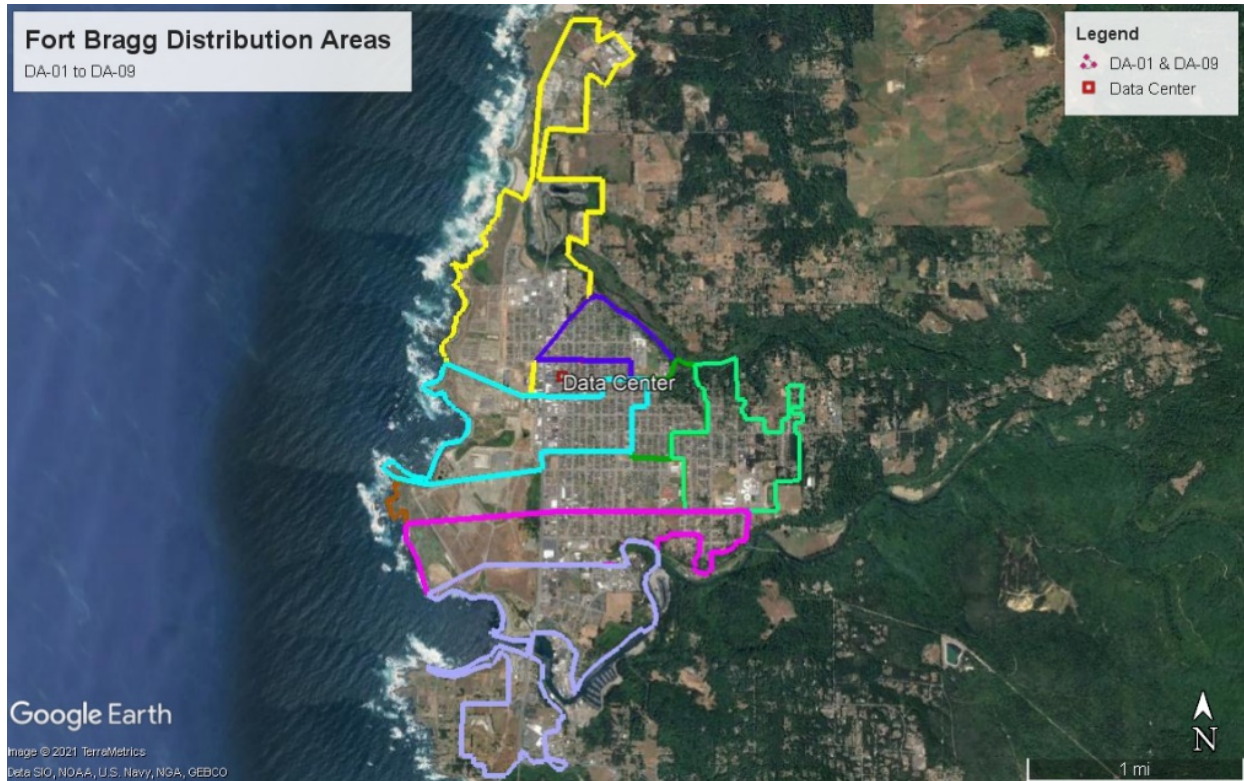 Fort Bragg Distribution Areas
DA-01 to DA-09
Legend
DA-01 & DA-09
Data Center
Data Center
Google Earth
Image © 2021 TerraMetrics
Data SIO, NOAA, U.S. Navy, NGA, GEBCO
N
1 mi